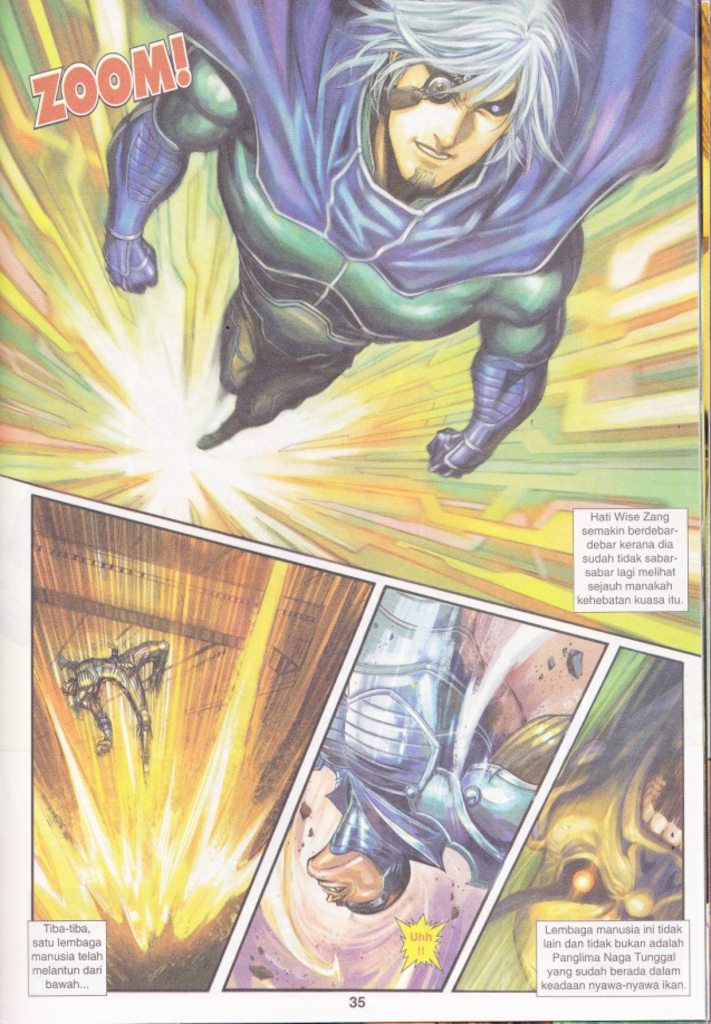 ZOOM!
Hati Wise Zang
semakin berdebar-
debar kerana dia
sudah tidak sabar-
sabar lagi melihat
sejauh manakah
kehebatan kuasa itu.
Tiba-tiba,
satu lembaga
manusia telah
melantun dari
bawah...
Uhh
!!
Lembaga manusia ini tidak
lain dan tidak bukan adalah
Panglima Naga Tunggal
yang sudah berada dalam
keadaan nyawa-nyawa ikan.
35